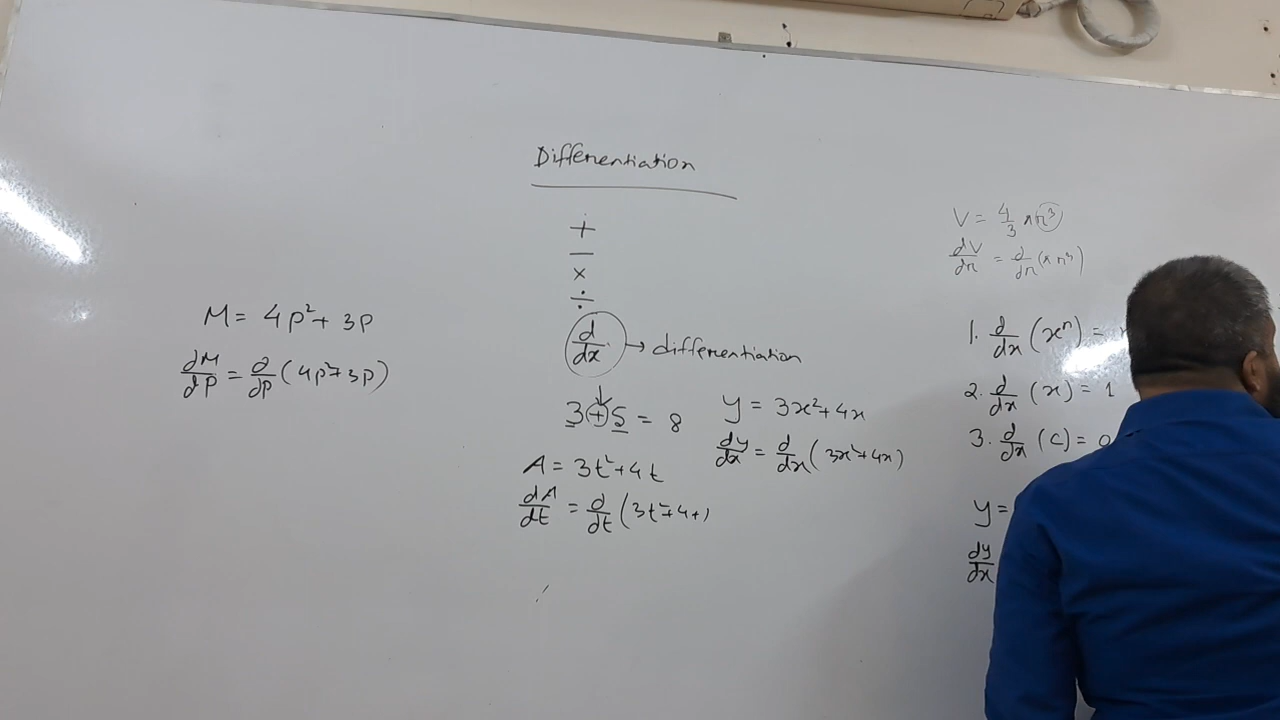 Differentiation
+
−
×
÷
d/dx → differentiation
3 + 5 = 8
A = 3t² + 4t
dA/dt = d/dt (3t² + 4t)
y = 3x² + 4x
dy/dx = d/dx (3x² + 4x)
M = 4p² + 3p
dM/dp = d/dp (4p² + 3p)
V = 4/3 π r³
dV/dr = d/dr (π r³)
1. d/dx (xⁿ) =
2. d/dx (x) = 1
3. d/dx (c) = 0
y =
dy/dx